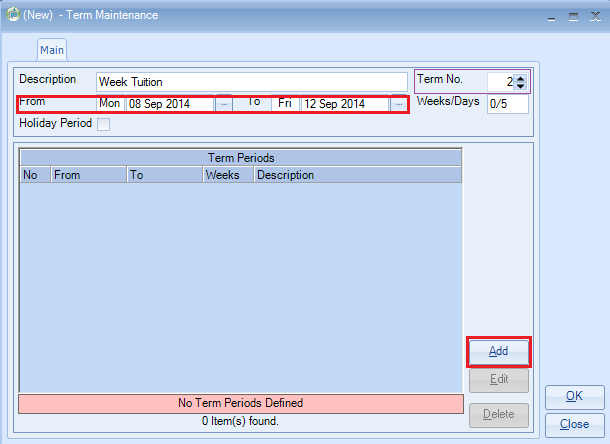 (New) - Term Maintenance
Main
Description Week Tuition Term No. 2
From Mon 08 Sep 2014 ... To Fri 12 Sep 2014 ... Weeks/Days 0/5
Holiday Period
Term Periods
No From To Weeks Description
Add
Edit
OK
No Term Periods Defined
Delete
0 Item(s) found.
Close